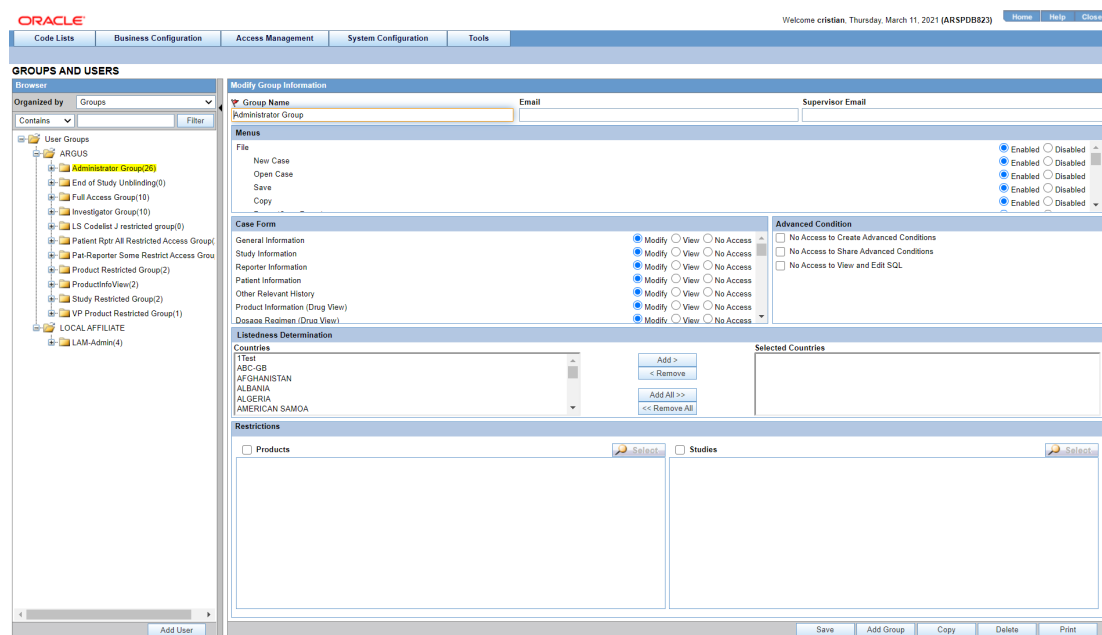 ORACLE
Welcome cristian, Thursday, March 11, 2021 (ARSPDB823)
Home Help Close
Code Lists Business Configuration Access Management System Configuration Tools
GROUPS AND USERS
Browser
Organized by Groups
Contains Filter
User Groups
ARGUS
Administrator Group(26)
End of Study Unblinding(0)
Full Access Group(10)
Investigator Group(10)
LS Codelist J restricted group(0)
Patient Rptr All Restricted Access Group(
Pat-Reporter Some Restrict Access Grou
Product Restricted Group(2)
ProductInfoView(2)
Study Restricted Group(2)
VP Product Restricted Group(1)
LOCAL AFFILIATE
LAM-Admin(4)
Add User
Modify Group Information
Group Name Email Supervisor Email
Administrator Group
Menus
File Enabled Disabled
New Case Enabled Disabled
Open Case Enabled Disabled
Save Enabled Disabled
Copy Enabled Disabled
Case Form
General Information Modify View No Access
Study Information Modify View No Access
Reporter Information Modify View No Access
Patient Information Modify View No Access
Other Relevant History Modify View No Access
Product Information (Drug View) Modify View No Access
Dosage Regimen (Drug View) Modify View No Access
Advanced Condition
No Access to Create Advanced Conditions
No Access to Share Advanced Conditions
No Access to View and Edit SQL
Listedness Determination
Countries Selected Countries
1Test
ABC-GB
AFGHANISTAN
ALBANIA
ALGERIA
AMERICAN SAMOA
Add >
< Remove
Add All >>
<< Remove All
Restrictions
Products Select Studies Select
Save Add Group Copy Delete Print